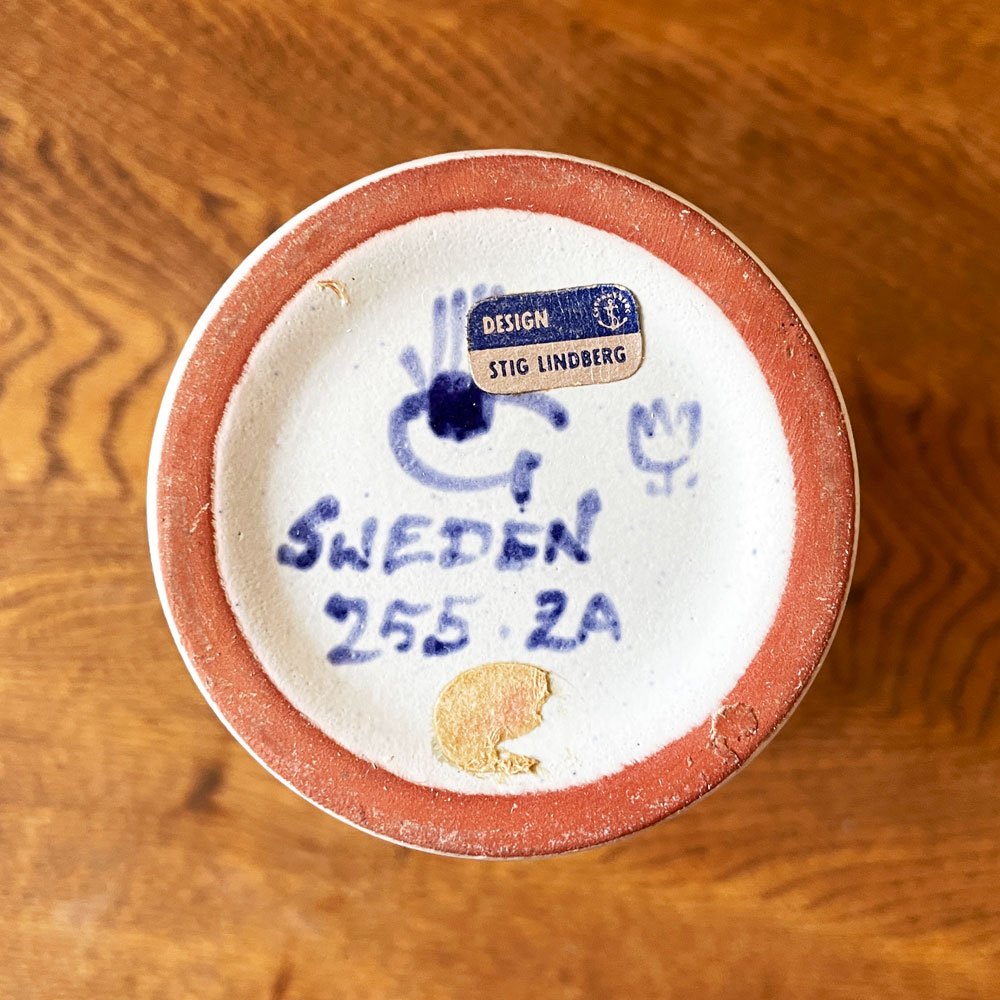 DESIGN
STIG LINDBERG
SWEDEN
255.2A